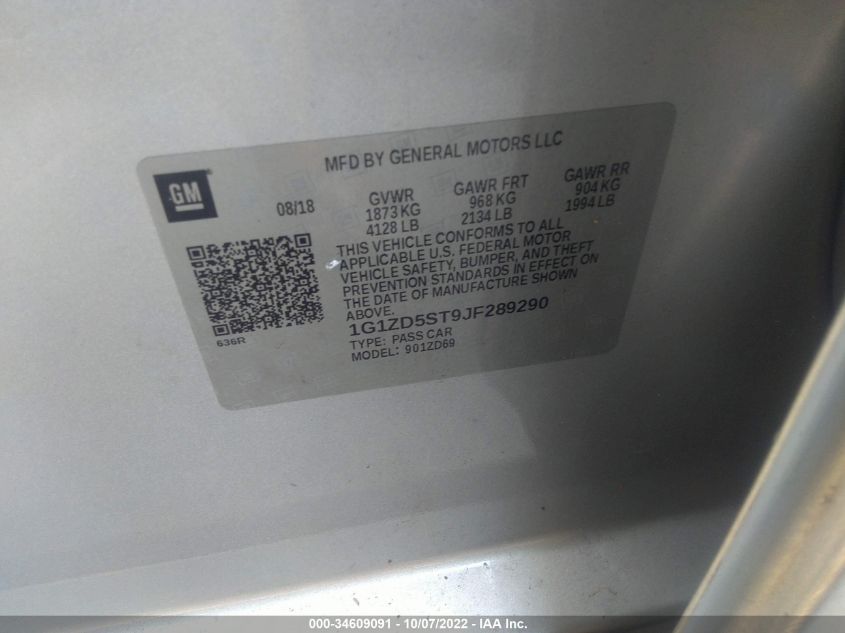 MFD BY GENERAL MOTORS LLC
GM
08/18
GVWR
1873 KG
4128 LB
GAWR FRT
968 KG
2134 LB
GAWR RR
904 KG
1994 LB
THIS VEHICLE CONFORMS TO ALL
APPLICABLE U.S. FEDERAL MOTOR
VEHICLE SAFETY, BUMPER, AND THEFT
PREVENTION STANDARDS IN EFFECT ON
THE DATE OF MANUFACTURE SHOWN
ABOVE.
1G1ZD5ST9JF289290
TYPE: PASS CAR
MODEL: 901ZD69
636R
000-34609091 - 10/07/2022 - IAA Inc.